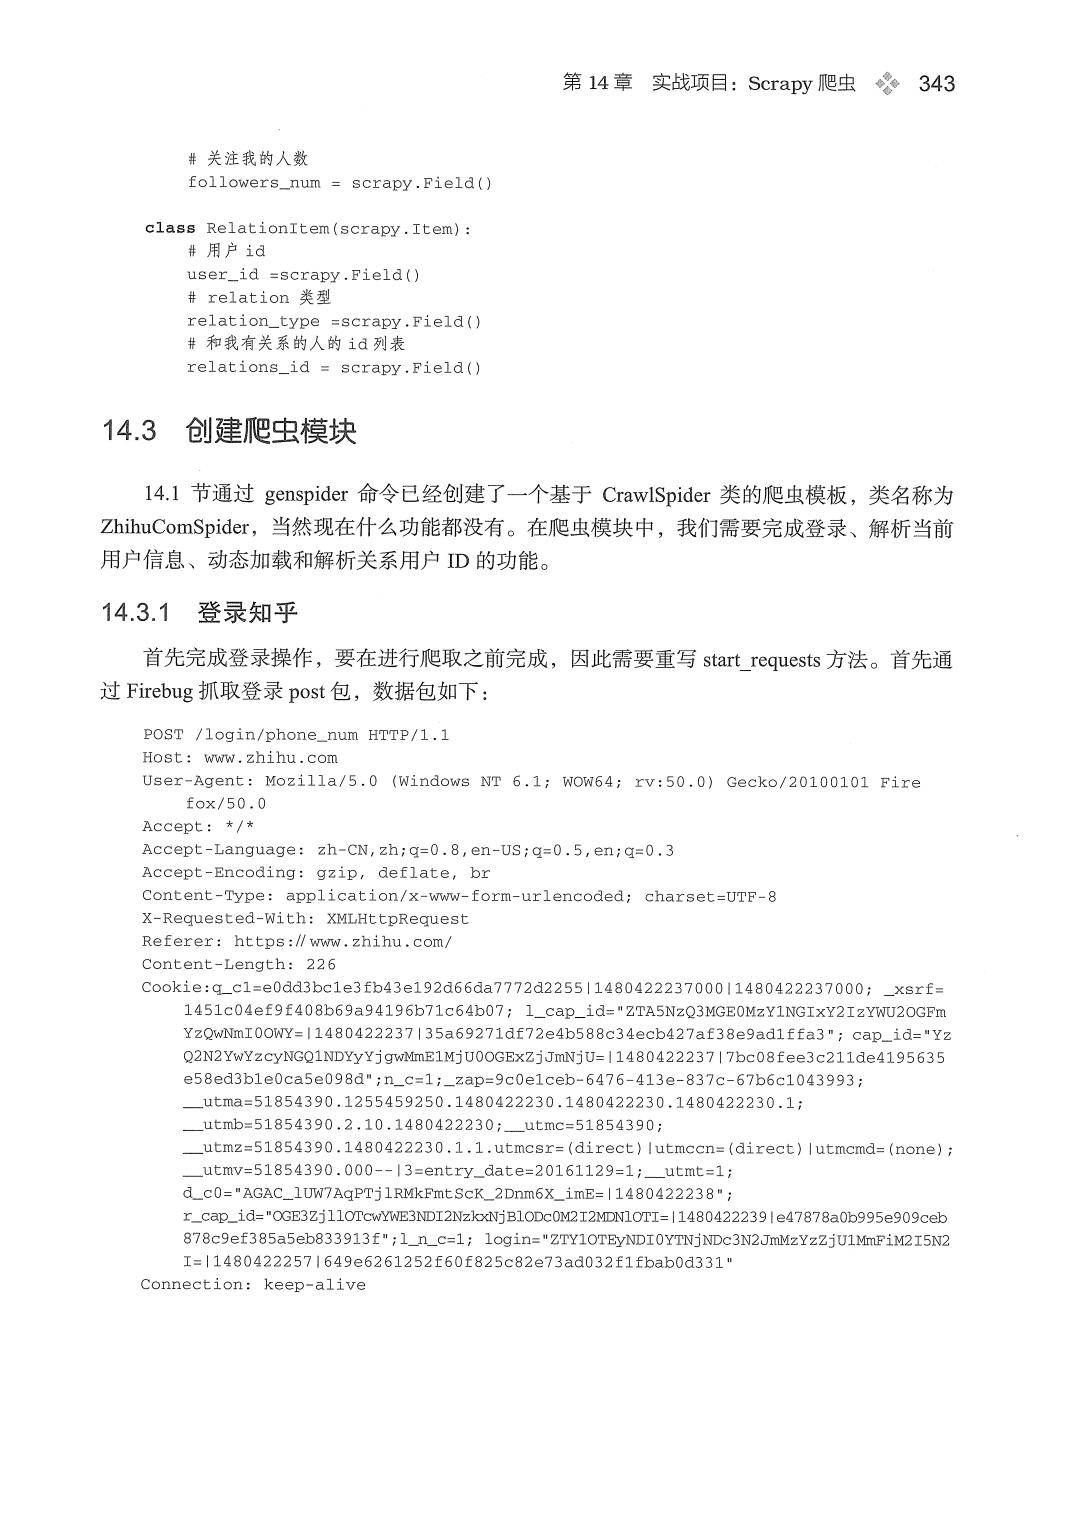 第 14 章 实战项目：Scrapy 爬虫 343
# 关注我的人数
followers_num = scrapy.Field()
class RelationItem(scrapy.Item):
# 用户 id
user_id =scrapy.Field()
# relation 类型
relation_type =scrapy.Field()
# 和我有关系的人的 id 列表
relations_id = scrapy.Field()
14.3 创建爬虫模块
14.1 节通过 genspider 命令已经创建了一个基于 CrawlSpider 类的爬虫模板，类名称为
ZhihuComSpider，当然现在什么功能都没有。在爬虫模块中，我们需要完成登录、解析当前
用户信息、动态加载和解析关系用户 ID 的功能。
14.3.1 登录知乎
首先完成登录操作，要在进行爬取之前完成，因此需要重写 start_requests 方法。首先通
过 Firebug 抓取登录 post 包，数据包如下：
POST /login/phone_num HTTP/1.1
Host: www.zhihu.com
User-Agent: Mozilla/5.0 (Windows NT 6.1; WOW64; rv:50.0) Gecko/20100101 Fire
fox/50.0
Accept: */*
Accept-Language: zh-CN,zh;q=0.8,en-US;q=0.5,en;q=0.3
Accept-Encoding: gzip, deflate, br
Content-Type: application/x-www-form-urlencoded; charset=UTF-8
X-Requested-With: XMLHttpRequest
Referer: https://www.zhihu.com/
Content-Length: 226
Cookie:q_c1=e0dd3bc1e3fb43e192d66da7772d2255|1480422237000|1480422237000; _xsrf=
1451c04ef9f408b69a94196b71c64b07; l_cap_id="ZTA5NzQ3MGE0MzY1NGIxY2IzYWU2OGFm
YzQwNmI0OWY=|1480422237|35a69271df72e4b588c34ecb427af38e9ad1ffa3"; cap_id="Yz
Q2N2YwYzcyNGQ1NDYyYjgwMmE1MjU0OGExZjJmNjU=|1480422237|7bc08fee3c211de4195635
e58ed3b1e0ca5e098d";n_c=1;_zap=9c0e1ceb-6476-413e-837c-67b6c1043993;
__utma=51854390.1255459250.1480422230.1480422230.1480422230.1;
__utmb=51854390.2.10.1480422230;__utmc=51854390;
__utmz=51854390.1480422230.1.1.utmcsr=(direct)|utmccn=(direct)|utmcmd=(none);
__utmv=51854390.000--|3=entry_date=20161129=1;__utmt=1;
d_c0="AGAC_lUW7AqPTjlRMkFmtScK_2Dnm6X_imE=|1480422238";
r_cap_id="OGE3ZjllOTcwYWE3NDI2NzkxNjBlODc0M2I2MDNlOTI=|1480422239|e47878a0b995e909ceb
878c9ef385a5eb833913f";l_n_c=1; login="ZTY1OTEyNDI0YTNjNDc3N2JmMzYzZjU1MmFiM2I5N2
I=|1480422257|649e6261252f60f825c82e73ad032f1fbab0d331"
Connection: keep-alive